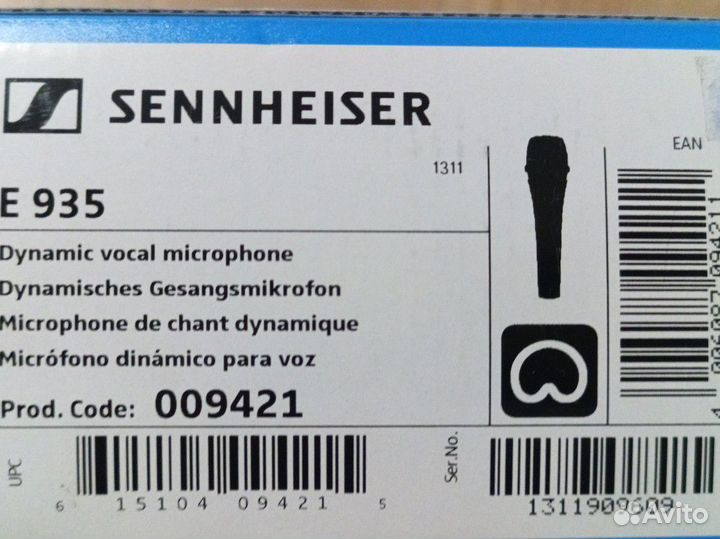 SENNHEISER
1311
EAN
E 935
Dynamic vocal microphone
Dynamisches Gesangsmikrofon
Microphone de chant dynamique
Micrófono dinámico para voz
Prod. Code: 009421
UPC
6 15104 09421 5
Ser.No.
1311909609
Avito